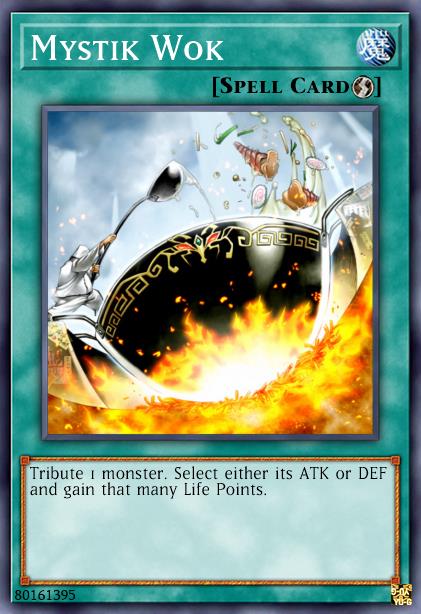 Mystik Wok
[Spell Card]
Tribute 1 monster. Select either its ATK or DEF
and gain that many Life Points.
80161395